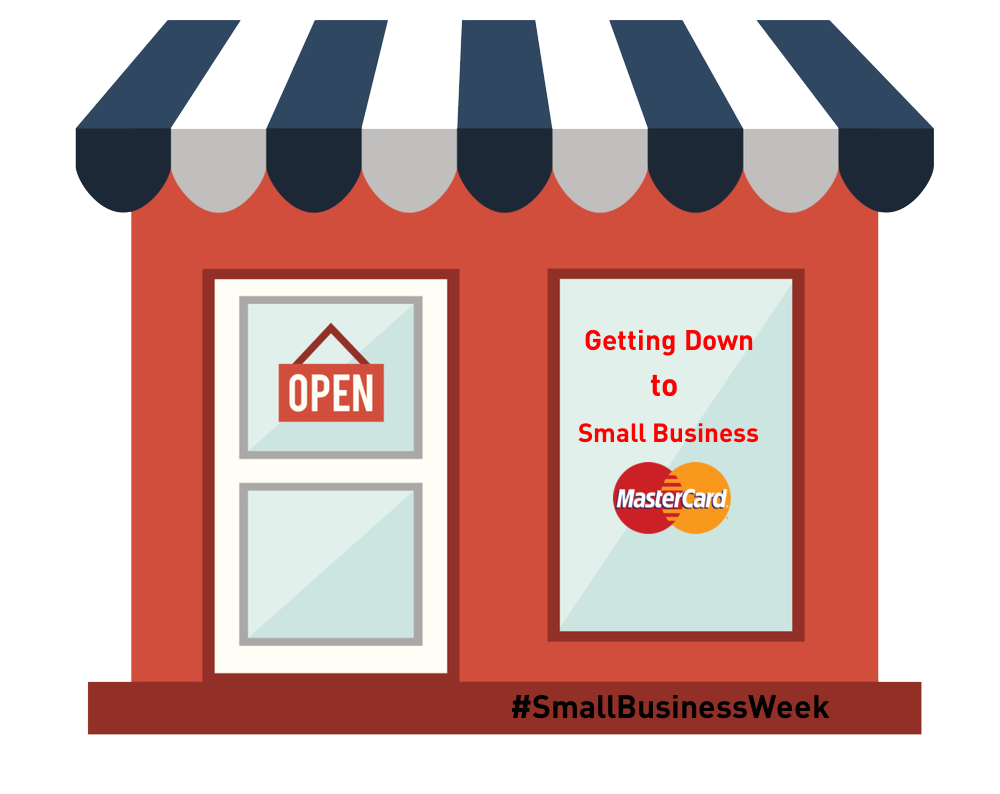 OPEN
Getting Down
to
Small Business
MasterCard
#SmallBusinessWeek